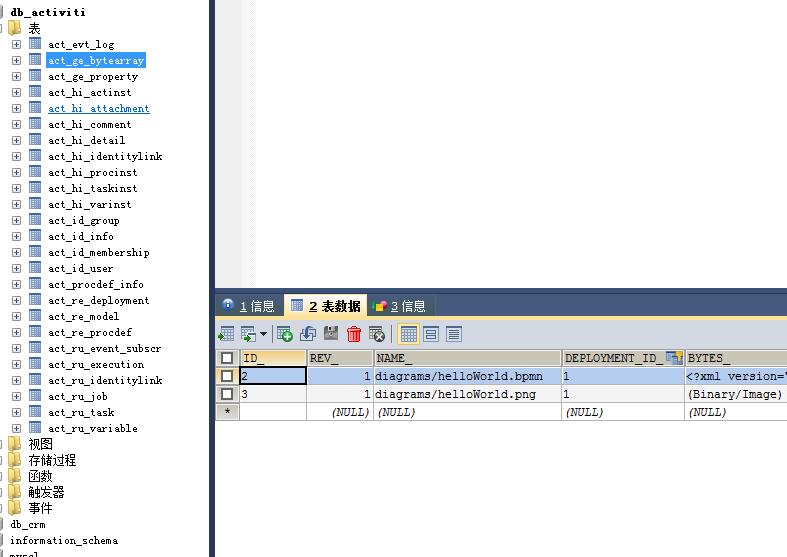 db_activiti
表
act_evt_log
act_ge_bytearray
act_ge_property
act_hi_actinst
act_hi_attachment
act_hi_comment
act_hi_detail
act_hi_identitylink
act_hi_procinst
act_hi_taskinst
act_hi_varinst
act_id_group
act_id_info
act_id_membership
act_id_user
act_procdef_info
act_re_deployment
act_re_model
act_re_procdef
act_ru_event_subscr
act_ru_execution
act_ru_identitylink
act_ru_job
act_ru_task
act_ru_variable
视图
存储过程
函数
触发器
事件
db_crm
information_schema
mysql
1 信息 2 表数据 3 信息
ID_ REV_ NAME_ DEPLOYMENT_ID_ BYTES_
2 1 diagrams/helloWorld.bpmn 1 <?xml version="
3 1 diagrams/helloWorld.png 1 (Binary/Image)
* (NULL) (NULL) (NULL) (NULL)